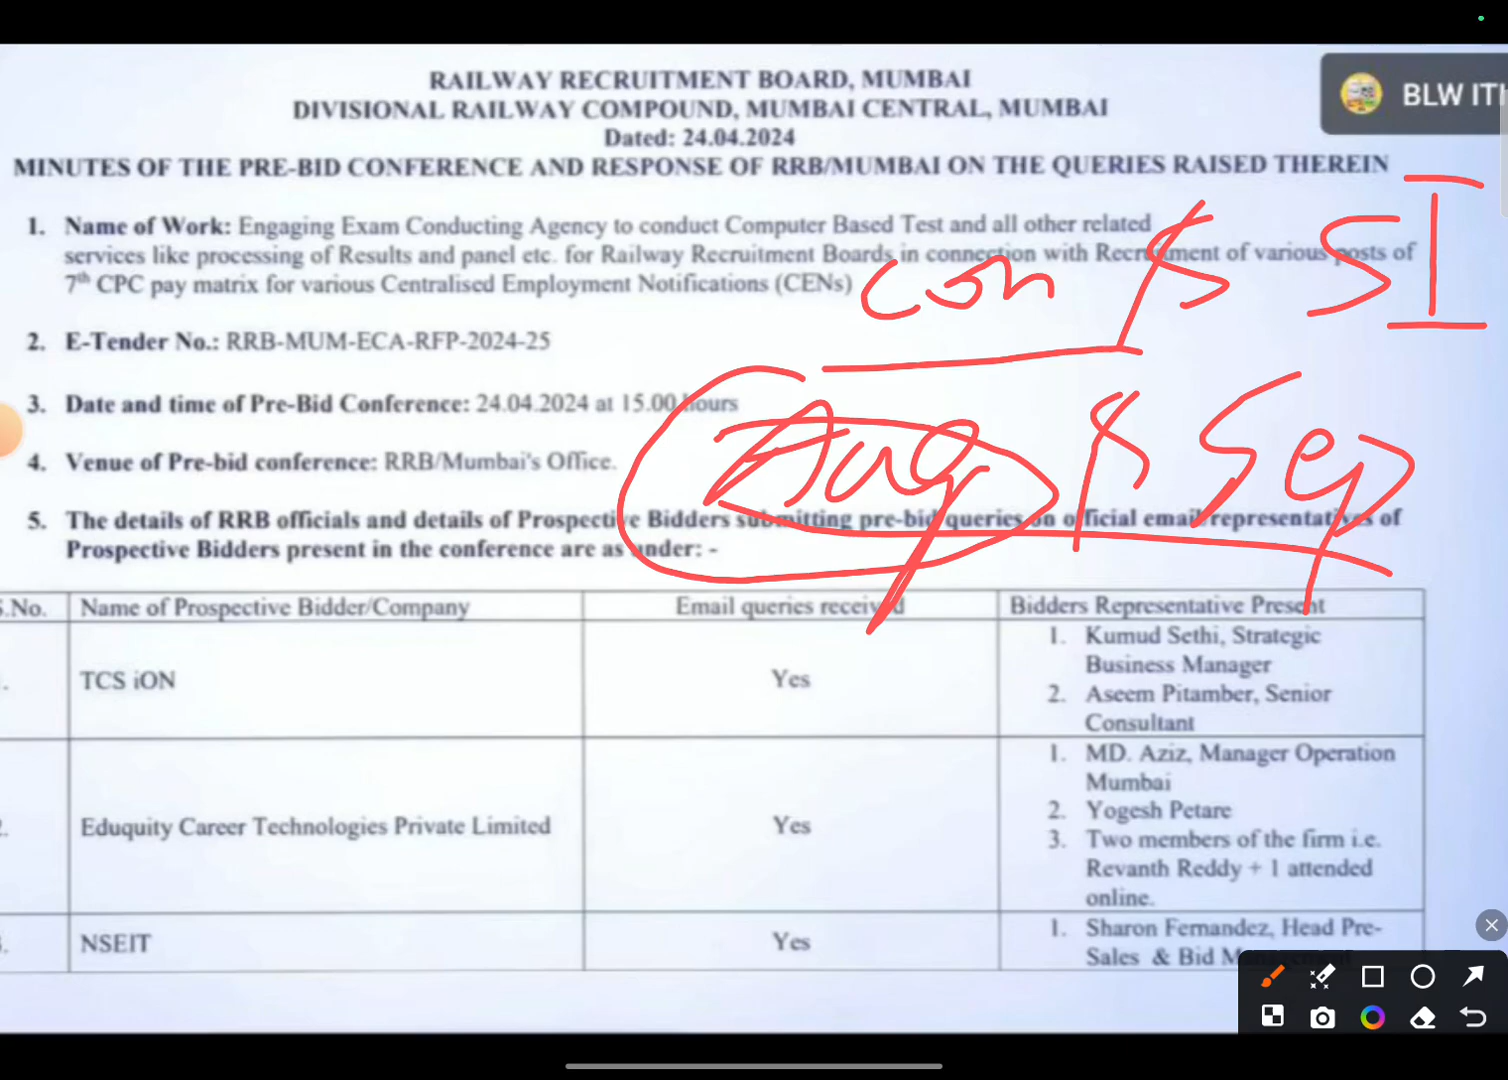 RAILWAY RECRUITMENT BOARD, MUMBAI
DIVISIONAL RAILWAY COMPOUND, MUMBAI CENTRAL, MUMBAI
Dated: 24.04.2024
MINUTES OF THE PRE-BID CONFERENCE AND RESPONSE OF RRB/MUMBAI ON THE QUERIES RAISED THEREIN
BLW ITI
1. Name of Work: Engaging Exam Conducting Agency to conduct Computer Based Test and all other related
services like processing of Results and panel etc. for Railway Recruitment Boards in connection with Recruitment of various posts of
7th CPC pay matrix for various Centralised Employment Notifications (CENs)
con & SI
2. E-Tender No.: RRB-MUM-ECA-RFP-2024-25
3. Date and time of Pre-Bid Conference: 24.04.2024 at 15.00 hours
Aug & Sep
4. Venue of Pre-bid conference: RRB/Mumbai's Office.
5. The details of RRB officials and details of Prospective Bidders submitting pre-bid queries on official email/representatives of
Prospective Bidders present in the conference are as under: -
S.No. Name of Prospective Bidder/Company Email queries received Bidders Representative Present
TCS iON Yes 1. Kumud Sethi, Strategic
Business Manager
2. Aseem Pitamber, Senior
Consultant
Eduquity Career Technologies Private Limited Yes 1. MD. Aziz, Manager Operation
Mumbai
2. Yogesh Petare
3. Two members of the firm i.e.
Revanth Reddy + 1 attended
online.
NSEIT Yes 1. Sharon Fernandez, Head Pre-
Sales & Bid Management